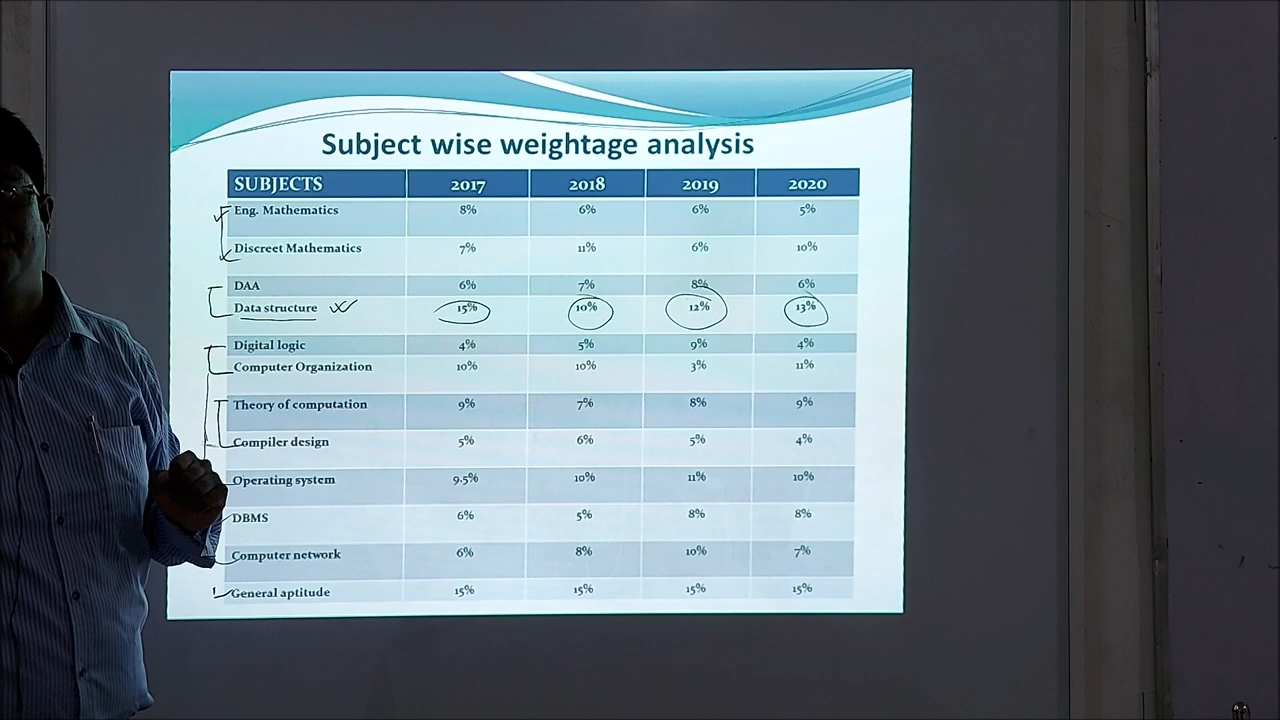 Subject wise weightage analysis
SUBJECTS 2017 2018 2019 2020
Eng. Mathematics 8% 6% 6% 5%
Discreet Mathematics 7% 11% 6% 10%
DAA 6% 7% 8% 6%
Data structure 15% 10% 12% 13%
Digital logic 4% 5% 9% 4%
Computer Organization 10% 10% 3% 11%
Theory of computation 9% 7% 8% 9%
Compiler design 5% 6% 5% 4%
Operating system 9.5% 10% 11% 10%
DBMS 6% 5% 8% 8%
Computer network 6% 8% 10% 7%
General aptitude 15% 15% 15% 15%